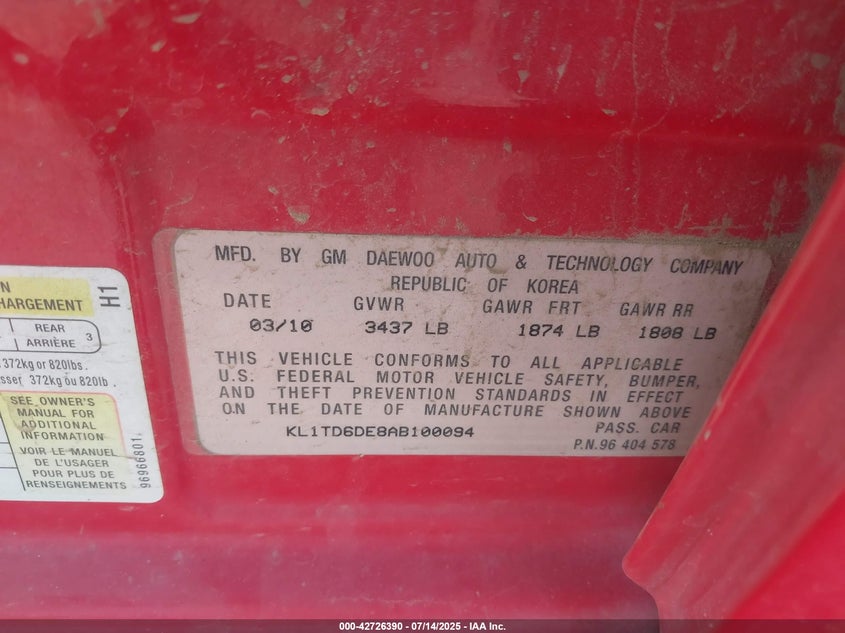 MFD. BY GM DAEWOO AUTO & TECHNOLOGY COMPANY
REPUBLIC OF KOREA
DATE GVWR GAWR FRT GAWR RR
03/10 3437 LB 1874 LB 1808 LB
THIS VEHICLE CONFORMS TO ALL APPLICABLE
U.S. FEDERAL MOTOR VEHICLE SAFETY, BUMPER,
AND THEFT PREVENTION STANDARDS IN EFFECT
ON THE DATE OF MANUFACTURE SHOWN ABOVE
KL1TD6DE8AB100094 PASS. CAR
P.N.96 404 578
N
CHARGEMENT
H1
REAR
ARRIÈRE 3
372kg or 820lbs.
sser 372kg ou 820lb.
SEE OWNER'S
MANUAL FOR
ADDITIONAL
INFORMATION
VOIR LE MANUEL
DE L'USAGER
POUR PLUS DE
RENSEIGNEMENTS
96966801
000-42726390 - 07/14/2025 - IAA Inc.